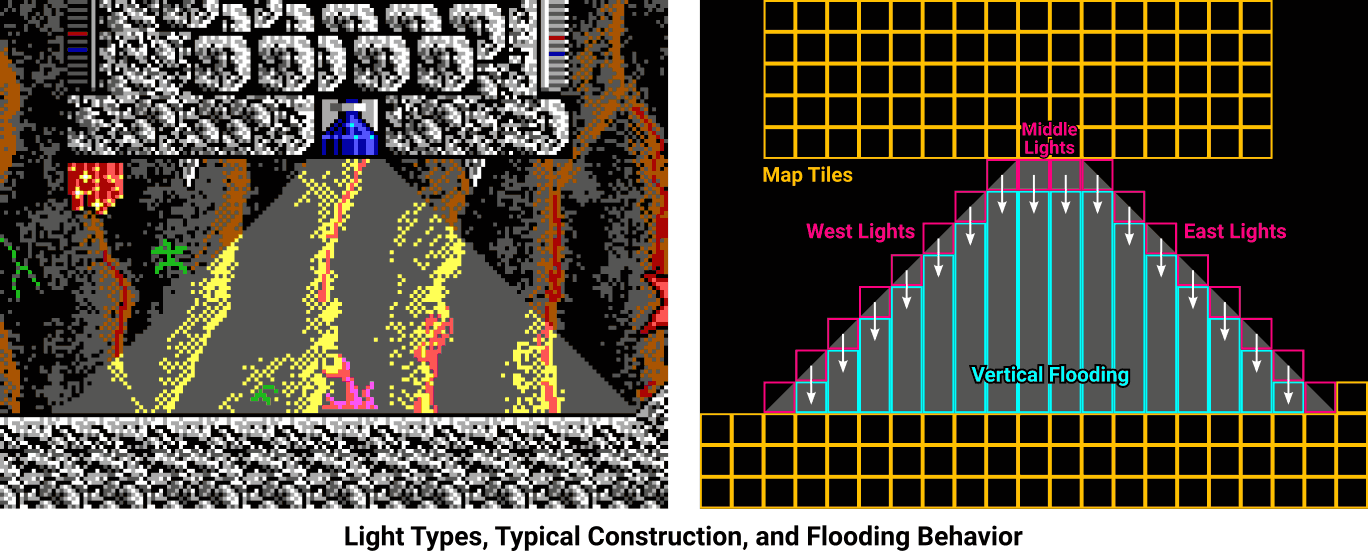 Middle
Lights
Map Tiles
West Lights
East Lights
Vertical Flooding
Light Types, Typical Construction, and Flooding Behavior